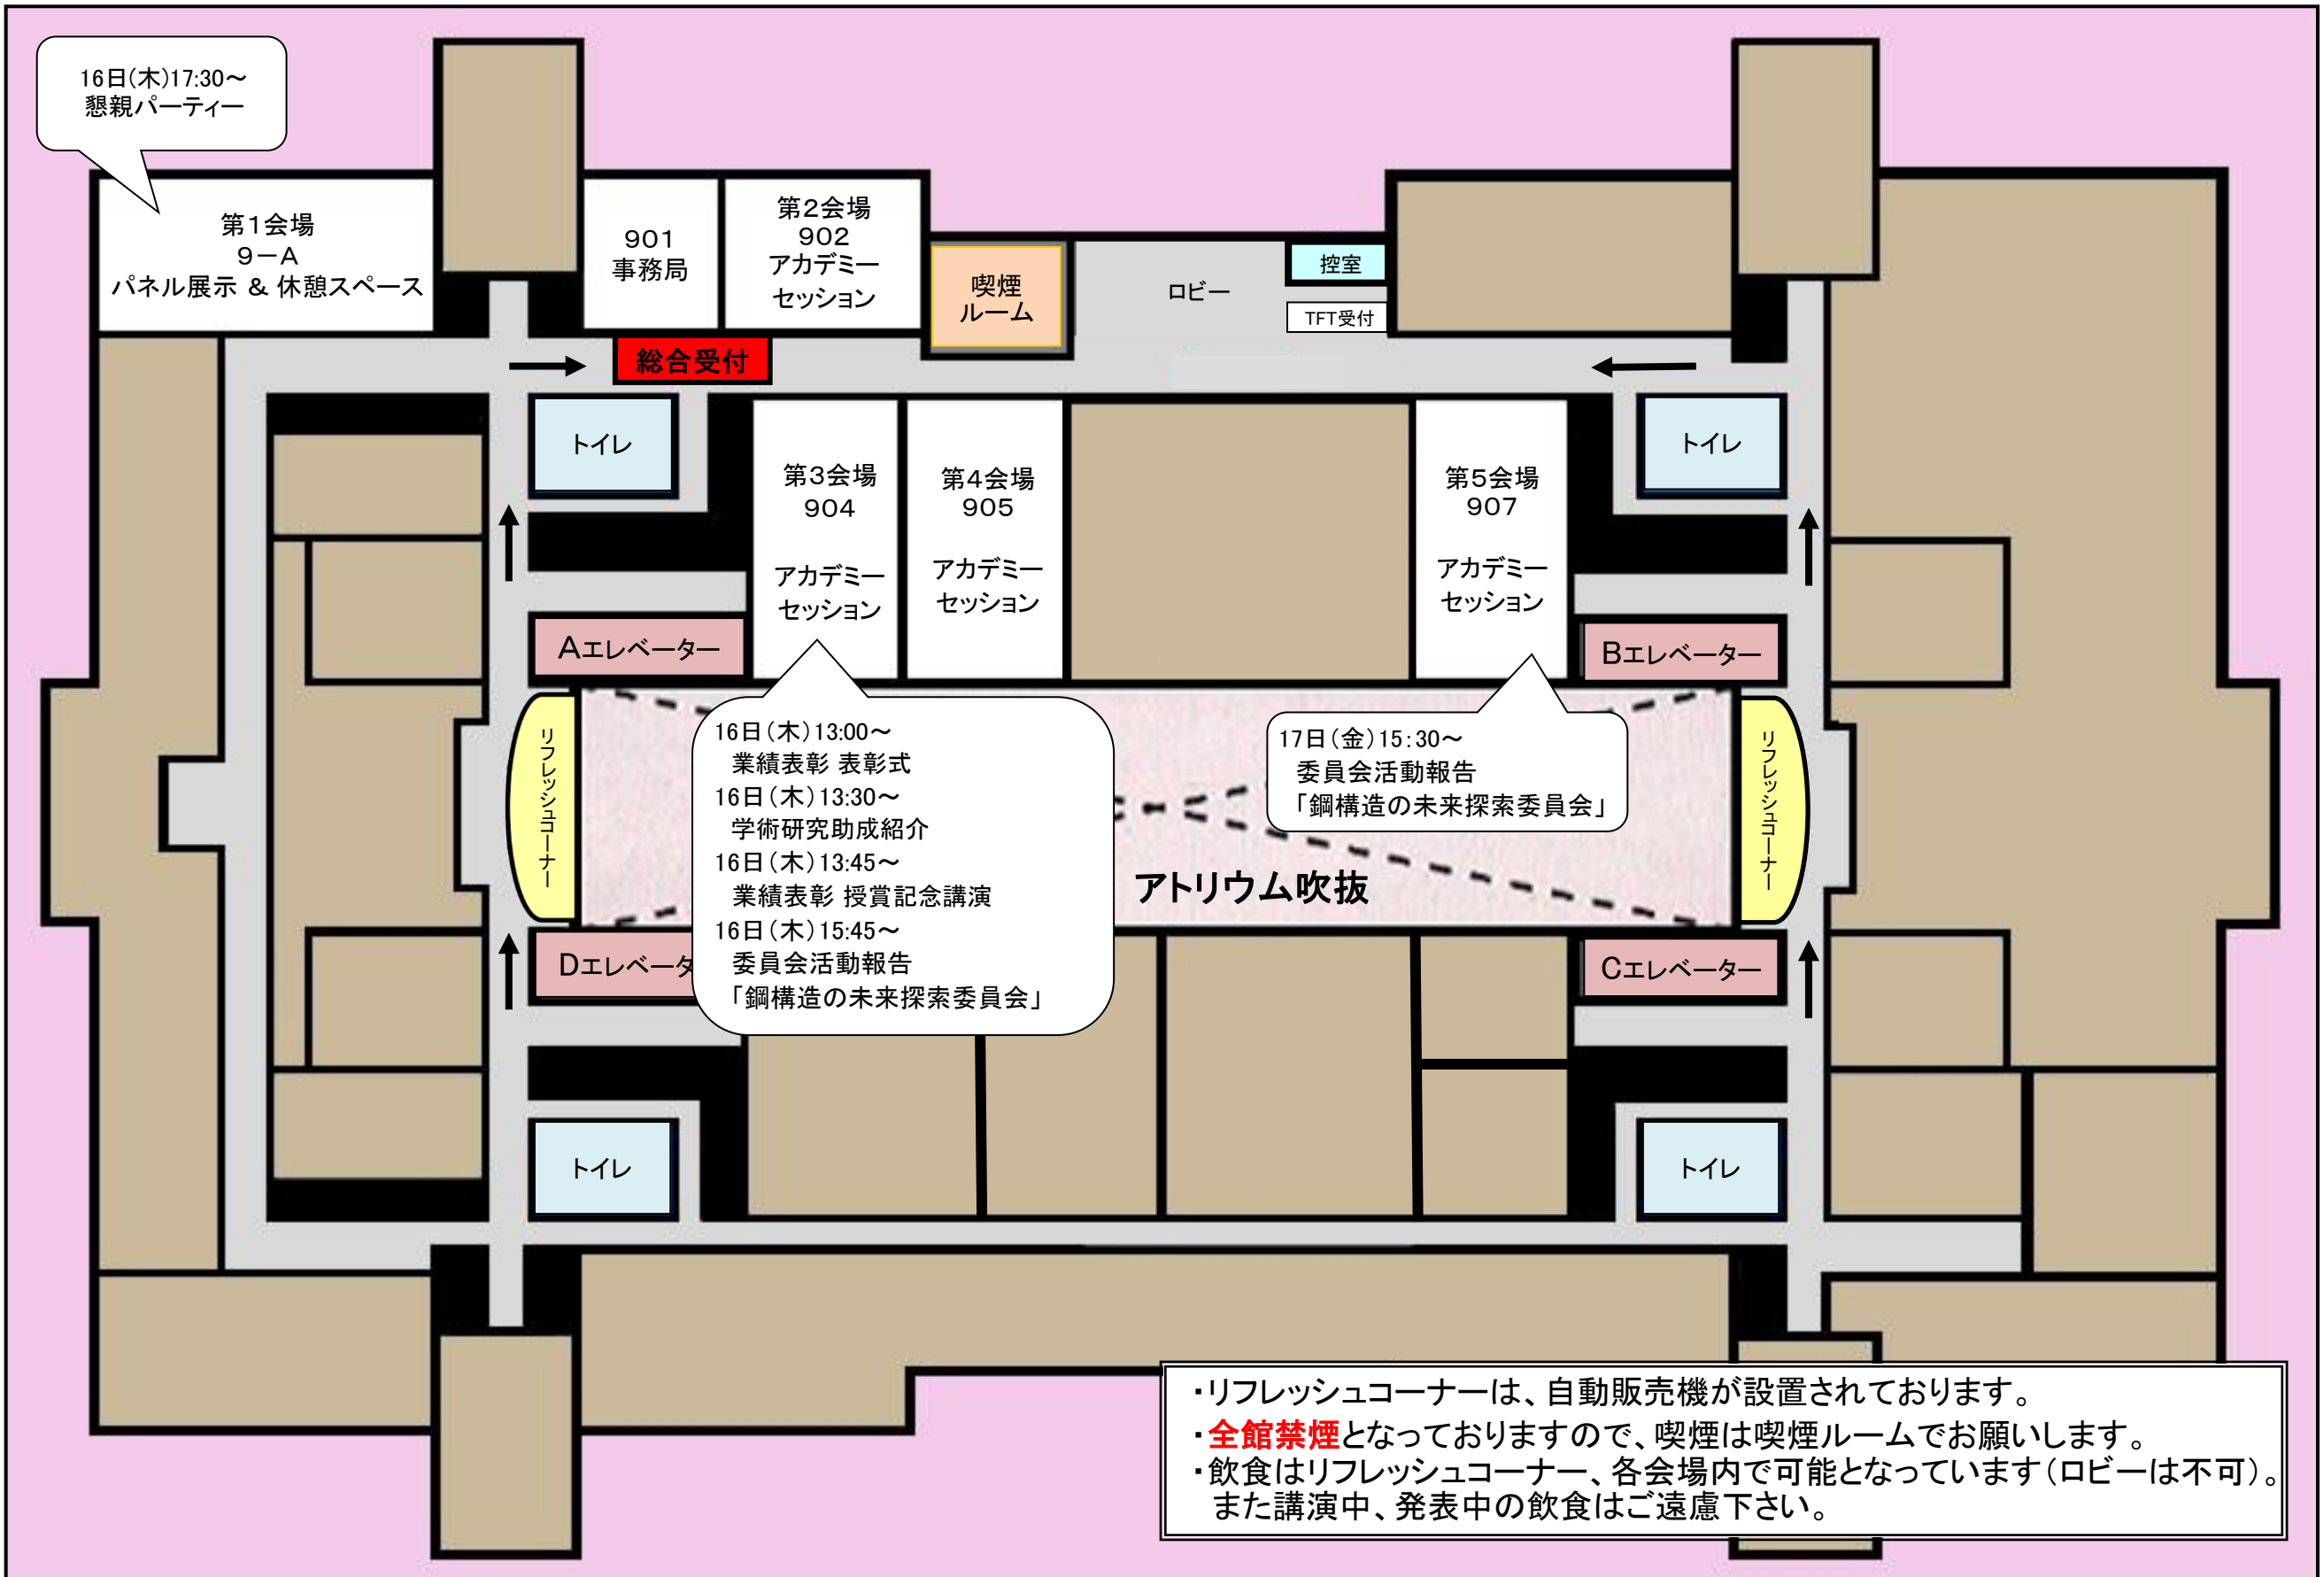 16日(木)17:30～
懇親パーティー
第1会場
9－A
パネル展示 & 休憩スペース
901
事務局
第2会場
902
アカデミー
セッション
喫煙
ルーム
ロビー
控室
TFT受付
総合受付
トイレ
トイレ
第3会場
904
アカデミー
セッション
第4会場
905
アカデミー
セッション
第5会場
907
アカデミー
セッション
Aエレベーター
Bエレベーター
リフレッシュコーナー
16日(木)13:00～
業績表彰 表彰式
16日(木)13:30～
学術研究助成紹介
16日(木)13:45～
業績表彰 授賞記念講演
16日(木)15:45～
委員会活動報告
「鋼構造の未来探索委員会」
17日(金)15:30～
委員会活動報告
「鋼構造の未来探索委員会」
リフレッシュコーナー
アトリウム吹抜
Dエレベータ
Cエレベーター
トイレ
トイレ
・リフレッシュコーナーは、自動販売機が設置されております。
・全館禁煙となっておりますので、喫煙は喫煙ルームでお願いします。
・飲食はリフレッシュコーナー、各会場内で可能となっています(ロビーは不可)。
また講演中、発表中の飲食はご遠慮下さい。